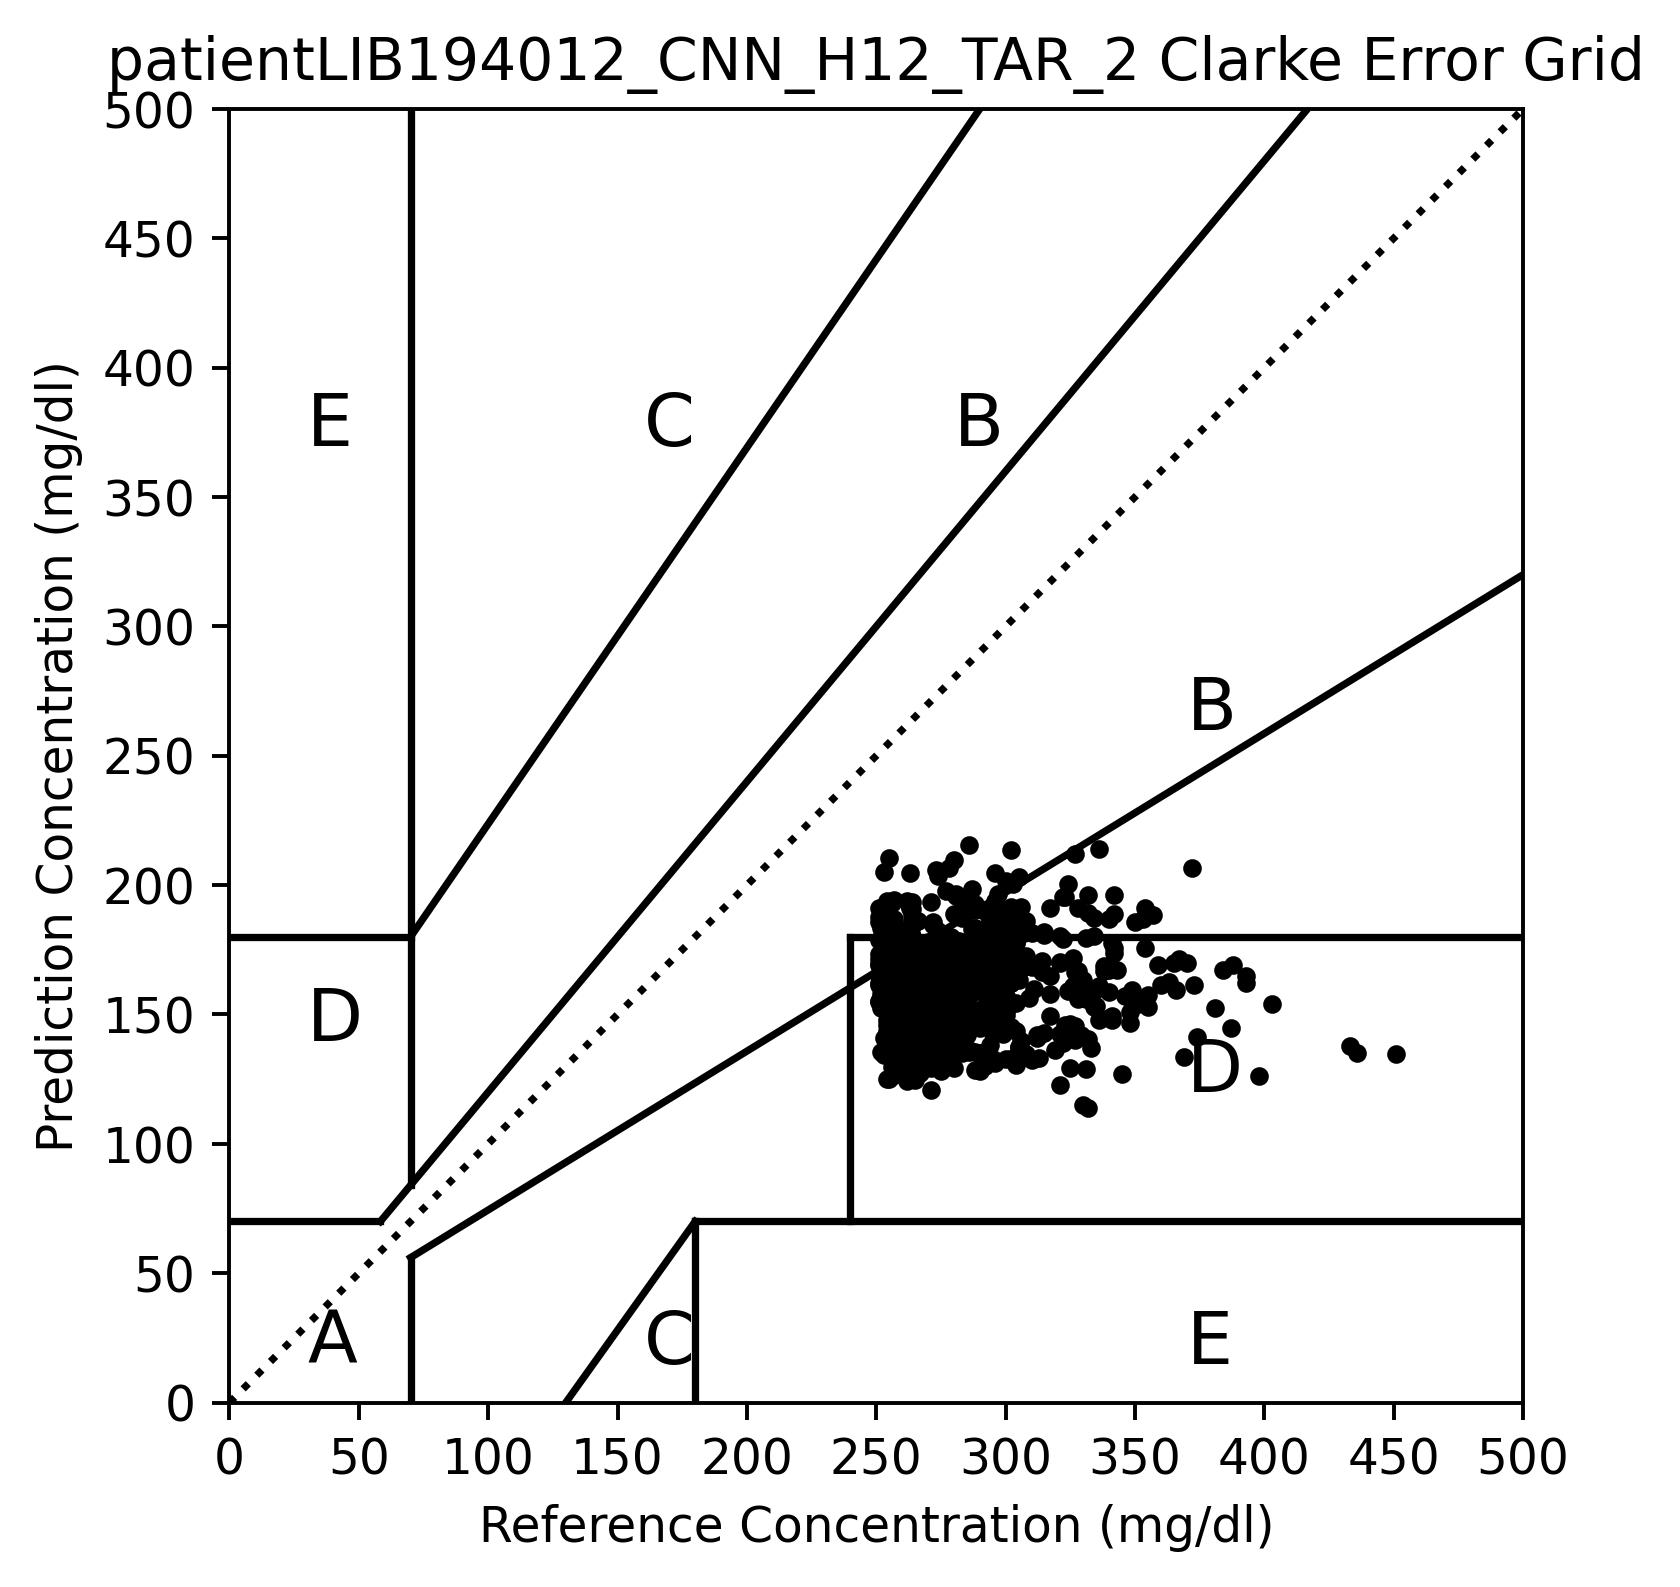 patientLIB194012_CNN_H12_TAR_2 Clarke Error Grid
Prediction Concentration (mg/dl)
500
450
400
350
300
250
200
150
100
50
0
E
C
B
B
D
D
A
C
E
0 50 100 150 200 250 300 350 400 450 500
Reference Concentration (mg/dl)